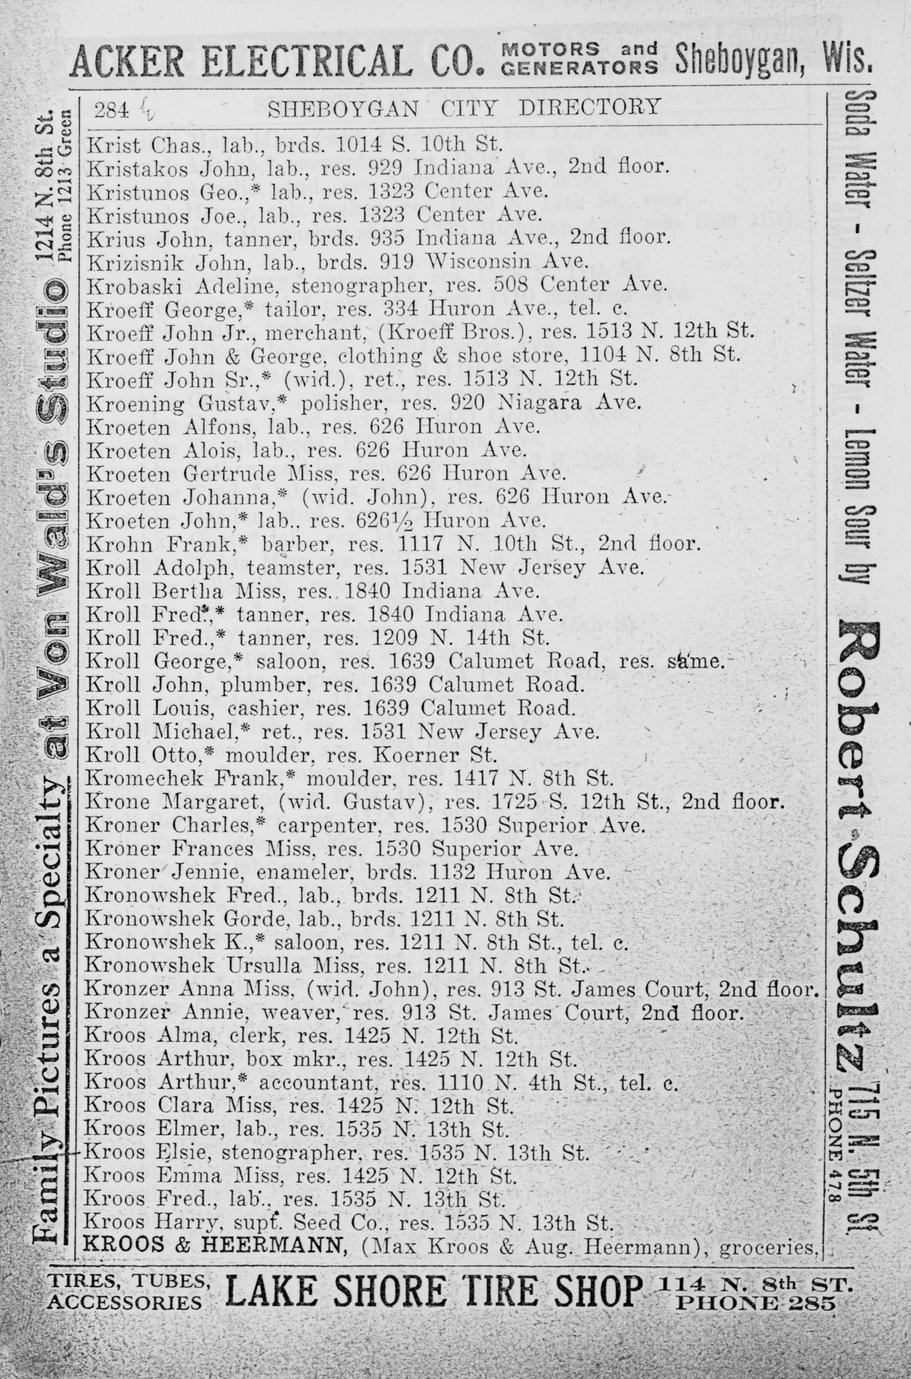 ACKER ELECTRICAL CO. MOTORS and GENERATORS Sheboygan, Wis.
284 SHEBOYGAN CITY DIRECTORY
Krist Chas., lab., brds. 1014 S. 10th St.
Kristakos John, lab., res. 929 Indiana Ave., 2nd floor.
Kristunos Geo.,* lab., res. 1323 Center Ave.
Kristunos Joe., lab., res. 1323 Center Ave.
Krius John, tanner, brds. 935 Indiana Ave., 2nd floor.
Krizisnik John, lab., brds. 919 Wisconsin Ave.
Krobaski Adeline, stenographer, res. 508 Center Ave.
Kroeff George,* tailor, res. 334 Huron Ave., tel. c.
Kroeff John Jr., merchant, (Kroeff Bros.), res. 1513 N. 12th St.
Kroeff John & George, clothing & shoe store, 1104 N. 8th St.
Kroeff John Sr.,* (wid.), ret., res. 1513 N. 12th St.
Kroening Gustav,* polisher, res. 920 Niagara Ave.
Kroeten Alfons, lab., res. 626 Huron Ave.
Kroeten Alois, lab., res. 626 Huron Ave.
Kroeten Gertrude Miss, res. 626 Huron Ave.
Kroeten Johanna,* (wid. John), res. 626 Huron Ave.
Kroeten John,* lab.. res. 626½ Huron Ave.
Krohn Frank,* barber, res. 1117 N. 10th St., 2nd floor.
Kroll Adolph, teamster, res. 1531 New Jersey Ave.
Kroll Bertha Miss, res. 1840 Indiana Ave.
Kroll Fred.,* tanner, res. 1840 Indiana Ave.
Kroll Fred.,* tanner, res. 1209 N. 14th St.
Kroll George,* saloon, res. 1639 Calumet Road, res. same.
Kroll John, plumber, res. 1639 Calumet Road.
Kroll Louis, cashier, res. 1639 Calumet Road.
Kroll Michael,* ret., res. 1531 New Jersey Ave.
Kroll Otto,* moulder, res. Koerner St.
Kromechek Frank,* moulder, res. 1417 N. 8th St.
Krone Margaret, (wid. Gustav), res. 1725 S. 12th St., 2nd floor.
Kroner Charles,* carpenter, res. 1530 Superior Ave.
Kroner Frances Miss, res. 1530 Superior Ave.
Kroner Jennie, enameler, brds. 1132 Huron Ave.
Kronowshek Fred., lab., brds. 1211 N. 8th St.
Kronowshek Gorde, lab., brds. 1211 N. 8th St.
Kronowshek K.,* saloon, res. 1211 N. 8th St., tel. c.
Kronowshek Ursulla Miss, res. 1211 N. 8th St.
Kronzer Anna Miss, (wid. John), res. 913 St. James Court, 2nd floor.
Kronzer Annie, weaver, res. 913 St. James Court, 2nd floor.
Kroos Alma, clerk, res. 1425 N. 12th St.
Kroos Arthur, box mkr., res. 1425 N. 12th St.
Kroos Arthur,* accountant, res. 1110 N. 4th St., tel. c.
Kroos Clara Miss, res. 1425 N. 12th St.
Kroos Elmer, lab., res. 1535 N. 13th St.
Kroos Elsie, stenographer, res. 1535 N. 13th St.
Kroos Emma Miss, res. 1425 N. 12th St.
Kroos Fred., lab., res. 1535 N. 13th St.
Kroos Harry, supt. Seed Co., res. 1535 N. 13th St.
KROOS & HEERMANN, (Max Kroos & Aug. Heermann), groceries,
Family Pictures a Specialty at Von Wald's Studio 1214 N. 8th St.
Phone 1213 Green
Soda Water - Seltzer Water - Lemon Sour by Robert Schultz 715 N. 5th St.
PHONE 478
TIRES, TUBES, ACCESSORIES LAKE SHORE TIRE SHOP 114 N. 8th ST. PHONE 285